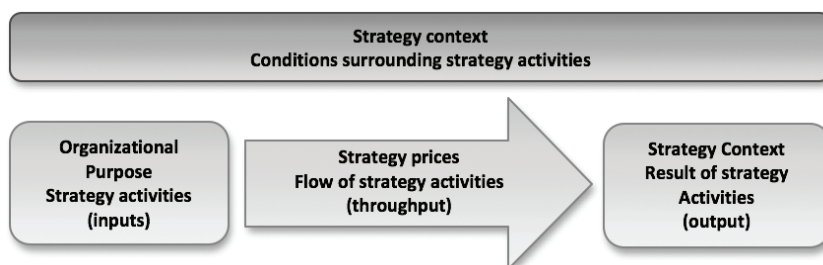 Strategy context
Conditions surrounding strategy activities
Organizational
Purpose
Strategy activities
(inputs)
Strategy prices
Flow of strategy activities
(throughput)
Strategy Context
Result of strategy
Activities
(output)